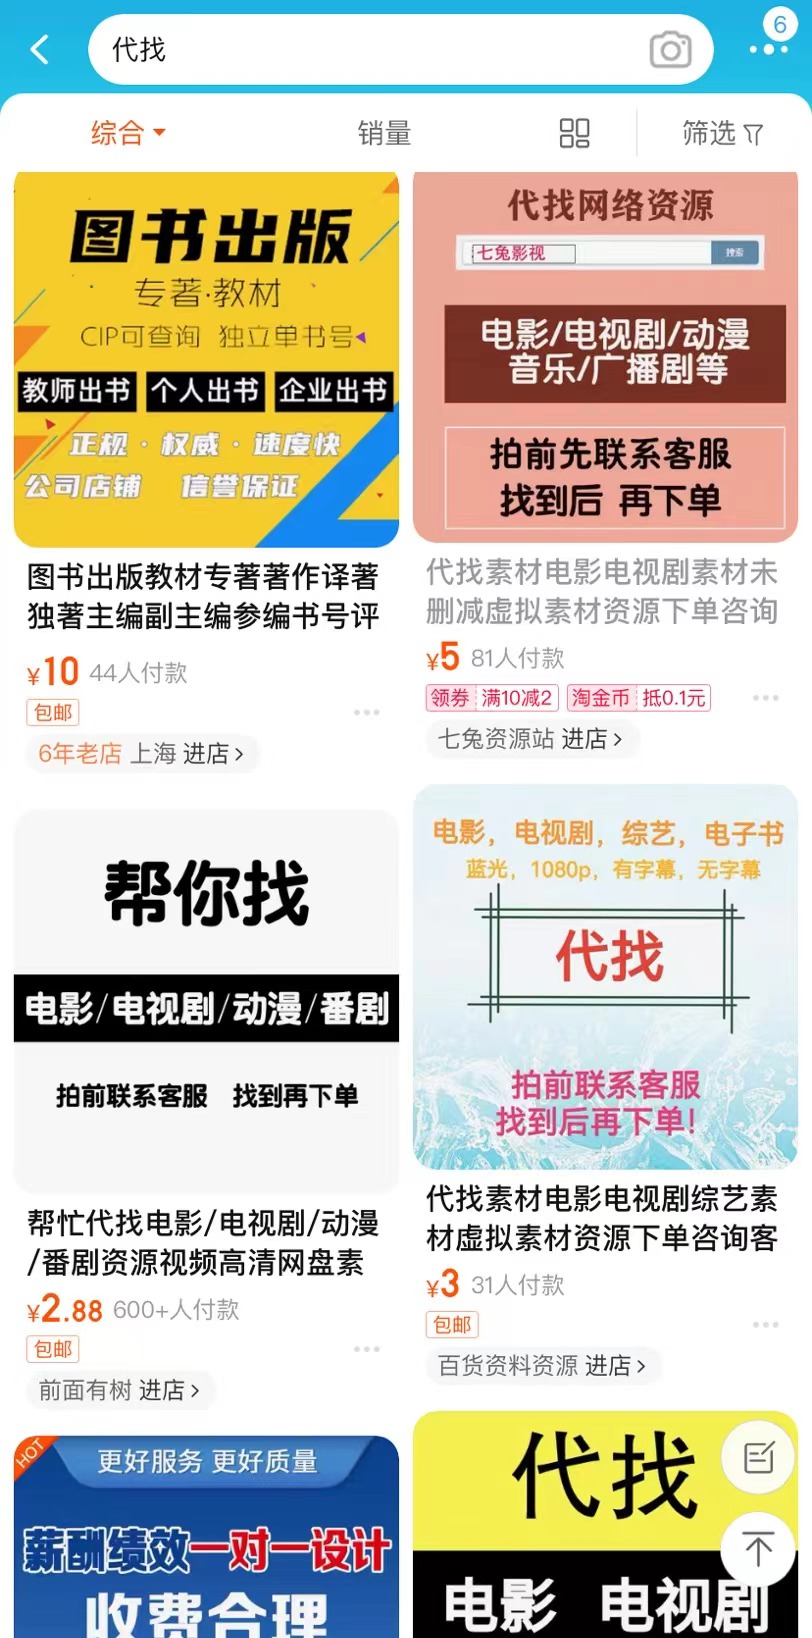 代找
6
综合
销量
筛选
图书出版
专著·教材
CIP可查询 独立单书号
教师出书 个人出书 企业出书
正规·权威·速度快
公司店铺 信誉保证
图书出版教材专著著作译著
独著主编副主编参编书号评
¥10 44人付款
包邮
6年老店 上海 进店>
代找网络资源
七兔影视 搜索
电影/电视剧/动漫
音乐/广播剧等
拍前先联系客服
找到后 再下单
代找素材电影电视剧素材未
删减虚拟素材资源下单咨询
¥5 81人付款
领券 满10减2 淘金币 抵0.1元
七兔资源站 进店>
帮你找
电影/电视剧/动漫/番剧
拍前联系客服 找到再下单
帮忙代找电影/电视剧/动漫
/番剧资源视频高清网盘素
¥2.88 600+人付款
包邮
前面有树 进店>
电影，电视剧，综艺，电子书
蓝光，1080p，有字幕，无字幕
代找
拍前联系客服
找到后再下单！
代找素材电影电视剧综艺素
材虚拟素材资源下单咨询客
¥3 31人付款
包邮
百货资料资源 进店>
HOT
更好服务 更好质量
薪酬绩效一对一设计
收费合理
代找
电影 电视剧